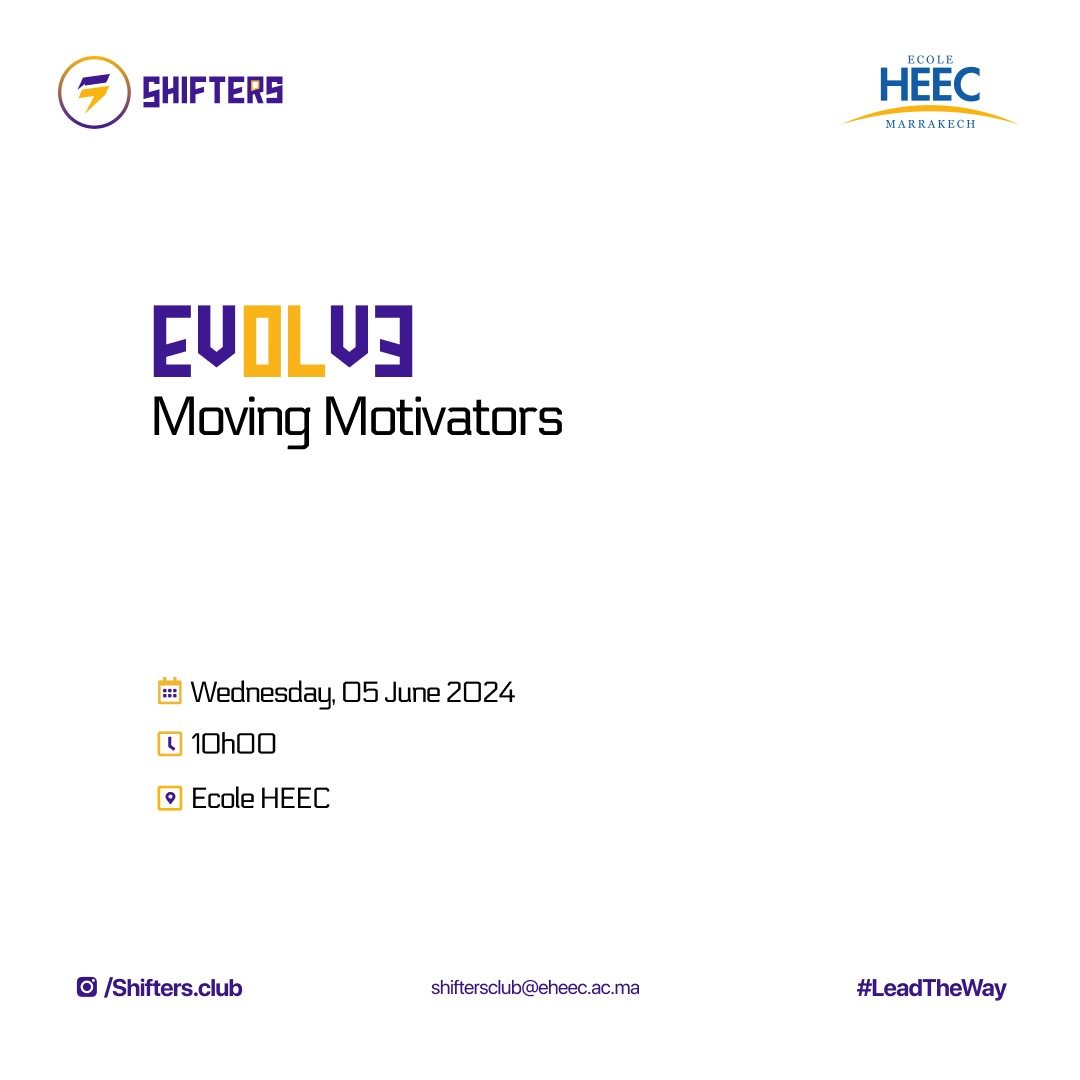 SHIFTERS
ECOLE
HEEC
MARRAKECH
EVOLVE
Moving Motivators
Wednesday, 05 June 2024
10h00
Ecole HEEC
/Shifters.club
shiftersclub@eheec.ac.ma
#LeadTheWay